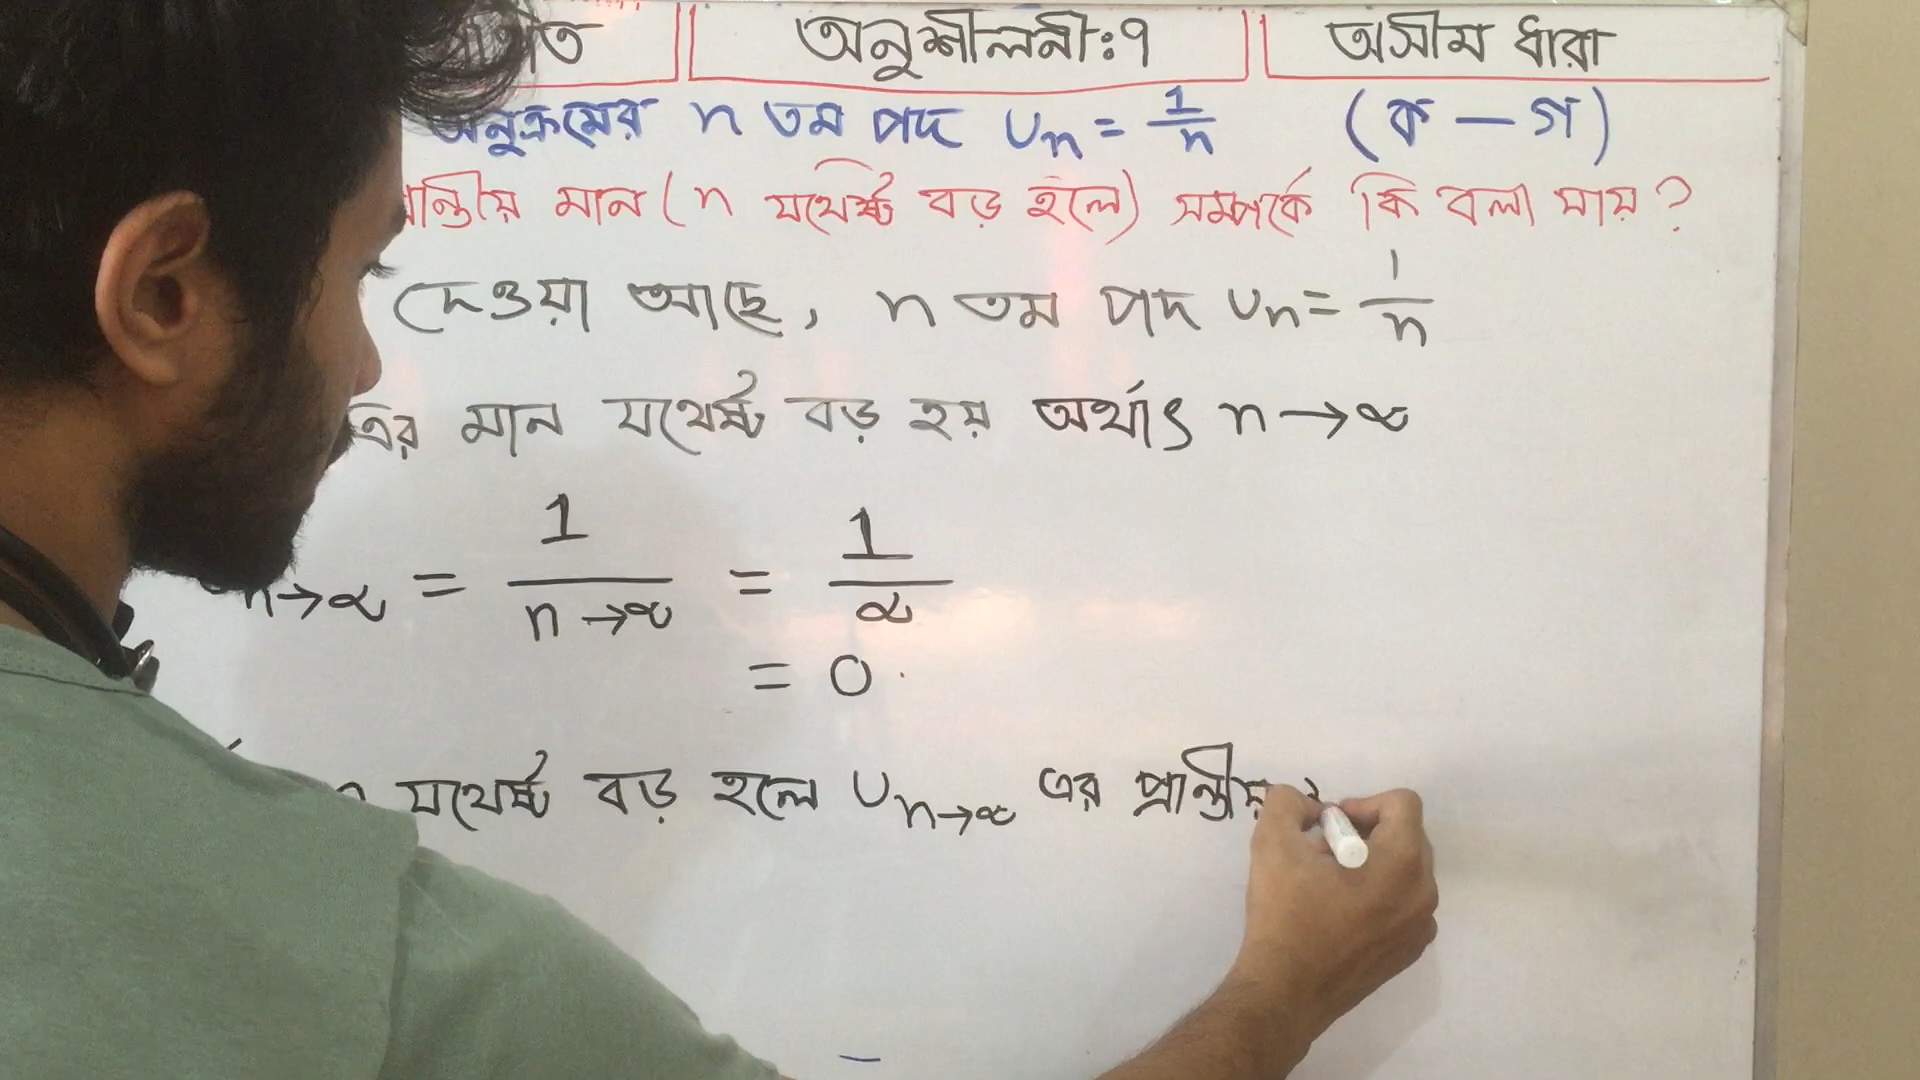 অনুশীলনী:৭ অসীম ধারা
অনুক্রমের n তম পদ Un = 1/n (ক — গ)
প্রান্তীয় মান (n যথেষ্ট বড় হলে) সম্পর্কে কি বলা যায়?
দেওয়া আছে, n তম পদ Un = 1/n
এর মান যথেষ্ট বড় হয় অর্থাৎ n→∝
n→∝ = 1/n→∝ = 1/∝
= 0.
n যথেষ্ট বড় হলে Un→∝ এর প্রান্তীয়